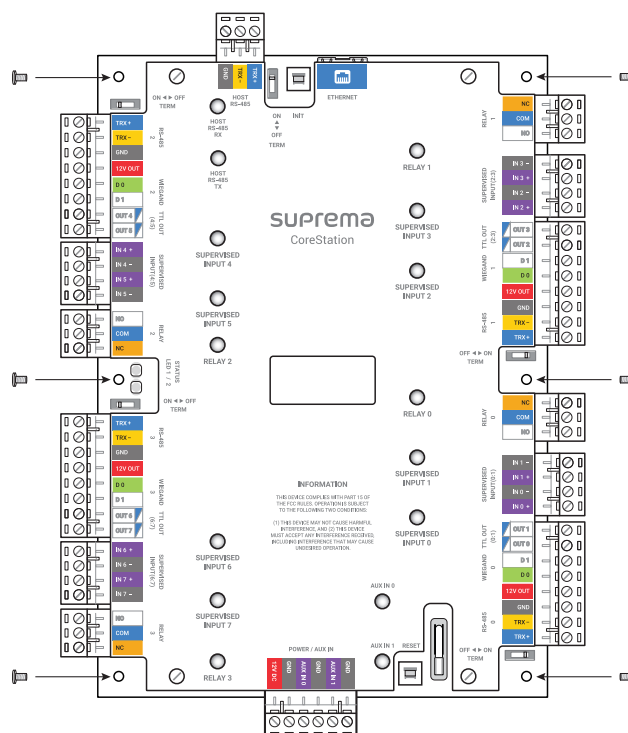 GND
TRX -
TRX +
HOST
RS-485
ON
▲
▼
OFF
TERM
INIT
ETHERNET
ON ◄► OFF
TERM
HOST
RS-485
RX
HOST
RS-485
TX
TRX +
TRX -
GND
RS-485
2
12V OUT
D 0
D 1
WIEGAND
2
OUT 4
OUT 5
TTL OUT
(4:5)
IN 4 +
IN 4 -
IN 5 +
IN 5 -
SUPERVISED
INPUT(4:5)
NO
COM
NC
RELAY
2
STATUS
LED 1 / 2
ON ◄► OFF
TERM
TRX +
TRX -
GND
RS-485
3
12V OUT
D 0
D 1
WIEGAND
3
OUT 6
OUT 7
TTL OUT
(6:7)
IN 6 +
IN 6 -
IN 7 +
IN 7 -
SUPERVISED
INPUT(6:7)
NO
COM
NC
RELAY
3
suprema
CoreStation
SUPERVISED
INPUT 4
SUPERVISED
INPUT 5
RELAY 2
SUPERVISED
INPUT 6
SUPERVISED
INPUT 7
RELAY 3
RELAY 1
SUPERVISED
INPUT 3
SUPERVISED
INPUT 2
RELAY 0
SUPERVISED
INPUT 1
SUPERVISED
INPUT 0
INFORMATION
THIS DEVICE COMPLIES WITH PART 15 OF
THE FCC RULES. OPERATION IS SUBJECT
TO THE FOLLOWING TWO CONDITIONS:
(1) THIS DEVICE MAY NOT CAUSE HARMFUL
INTERFERENCE, AND (2) THIS DEVICE
MUST ACCEPT ANY INTERFERENCE RECEIVED,
INCLUDING INTERFERENCE THAT MAY CAUSE
UNDESIRED OPERATION.
AUX IN 0
AUX IN 1
RESET
POWER / AUX IN
12V DC
GND
AUX IN 0
GND
AUX IN 1
GND
RELAY
1
NC
COM
NO
SUPERVISED
INPUT(2:3)
IN 3 -
IN 3 +
IN 2 -
IN 2 +
TTL OUT
(2:3)
OUT 3
OUT 2
WIEGAND
1
D 1
D 0
12V OUT
RS-485
1
GND
TRX -
TRX +
OFF ◄► ON
TERM
RELAY
0
NC
COM
NO
SUPERVISED
INPUT(0:1)
IN 1 -
IN 1 +
IN 0 -
IN 0 +
TTL OUT
(0:1)
OUT 1
OUT 0
WIEGAND
0
D 1
D 0
12V OUT
RS-485
0
GND
TRX -
TRX +
OFF ◄► ON
TERM